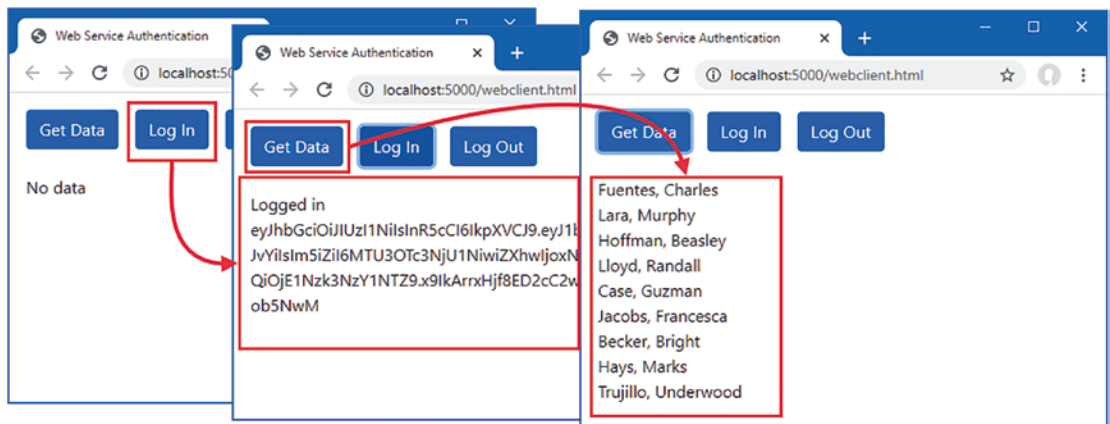 Web Service Authentication
localhost:50
Get Data Log In
No data
Web Service Authentication × +
localhost:5000/webclient.html
Get Data Log In Log Out
Logged in
eyJhbGciOiJIUzI1NiIsInR5cCI6IkpXVCJ9.eyJ1b
JvYiIsIm5iZiI6MTU3OTc3NjU1NiwiZXhwIjoxN
QiOjE1Nzk3NzY1NTZ9.x9lkArrxHjf8ED2cC2w
ob5NwM
Web Service Authentication × +
localhost:5000/webclient.html
Get Data Log In Log Out
Fuentes, Charles
Lara, Murphy
Hoffman, Beasley
Lloyd, Randall
Case, Guzman
Jacobs, Francesca
Becker, Bright
Hays, Marks
Trujillo, Underwood